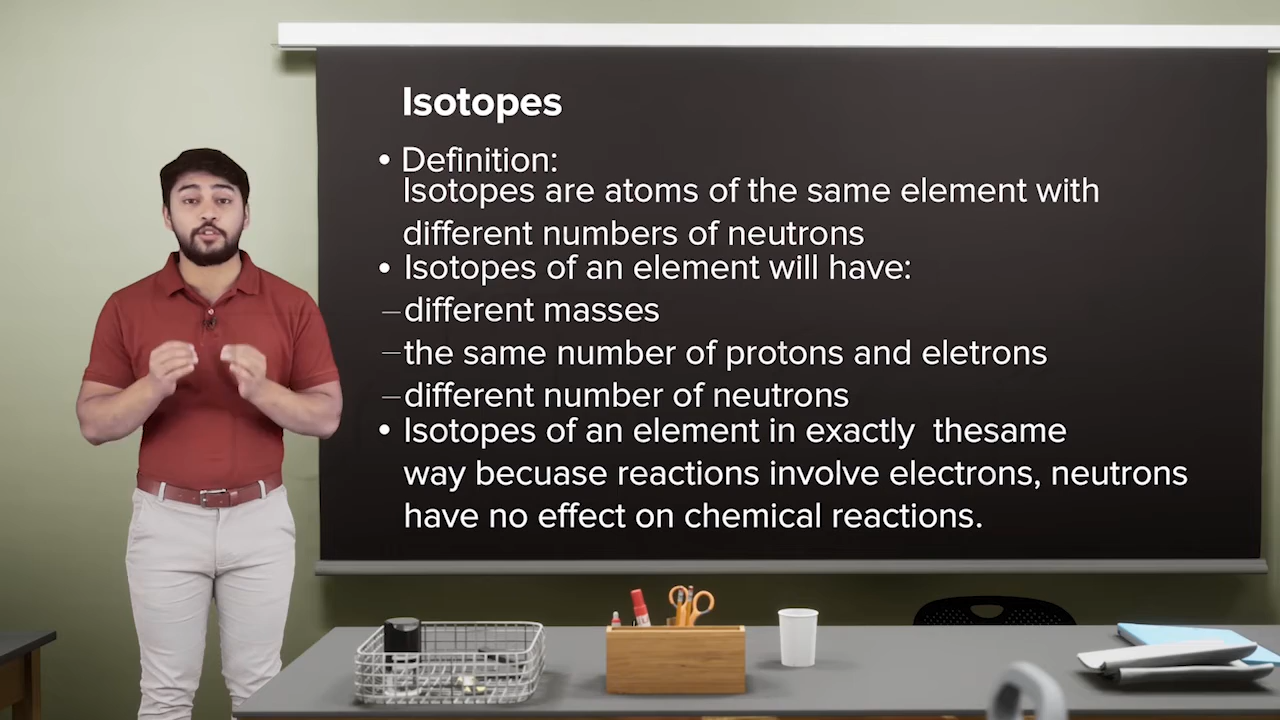 Isotopes
• Definition:
Isotopes are atoms of the same element with
different numbers of neutrons
• Isotopes of an element will have:
–different masses
–the same number of protons and eletrons
–different number of neutrons
• Isotopes of an element in exactly  thesame
way becuase reactions involve electrons, neutrons
have no effect on chemical reactions.